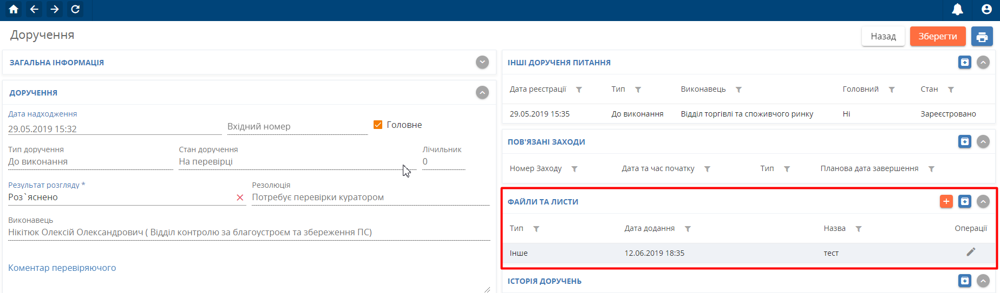 Доручення
Назад
Зберегти
ЗАГАЛЬНА ІНФОРМАЦІЯ
ДОРУЧЕННЯ
Дата надходження
29.05.2019 15:32
Вхідний номер
Головне
Тип доручення
До виконання
Стан доручення
На перевірці
Лічильник
0
Результат розгляду *
Роз`яснено
Резолюція
Потребує перевірки куратором
Виконавець
Нікітюк Олексій Олександрович ( Відділ контролю за благоустроєм та збереження ПС)
Коментар перевіряючого
ІНШІ ДОРУЧЕНЯ ПИТАННЯ
Дата реєстрації Тип Виконавець Головний Стан
29.05.2019 15:35 До виконання Відділ торгівлі та споживчого ринку Ні Зареєстровано
ПОВ'ЯЗАНІ ЗАХОДИ
Номер Заходу Дата та час початку Тип Планова дата завершення
ФАЙЛИ ТА ЛИСТИ
Тип Дата додання Назва Операції
Інше 12.06.2019 18:35 тест
ІСТОРІЯ ДОРУЧЕНЬ